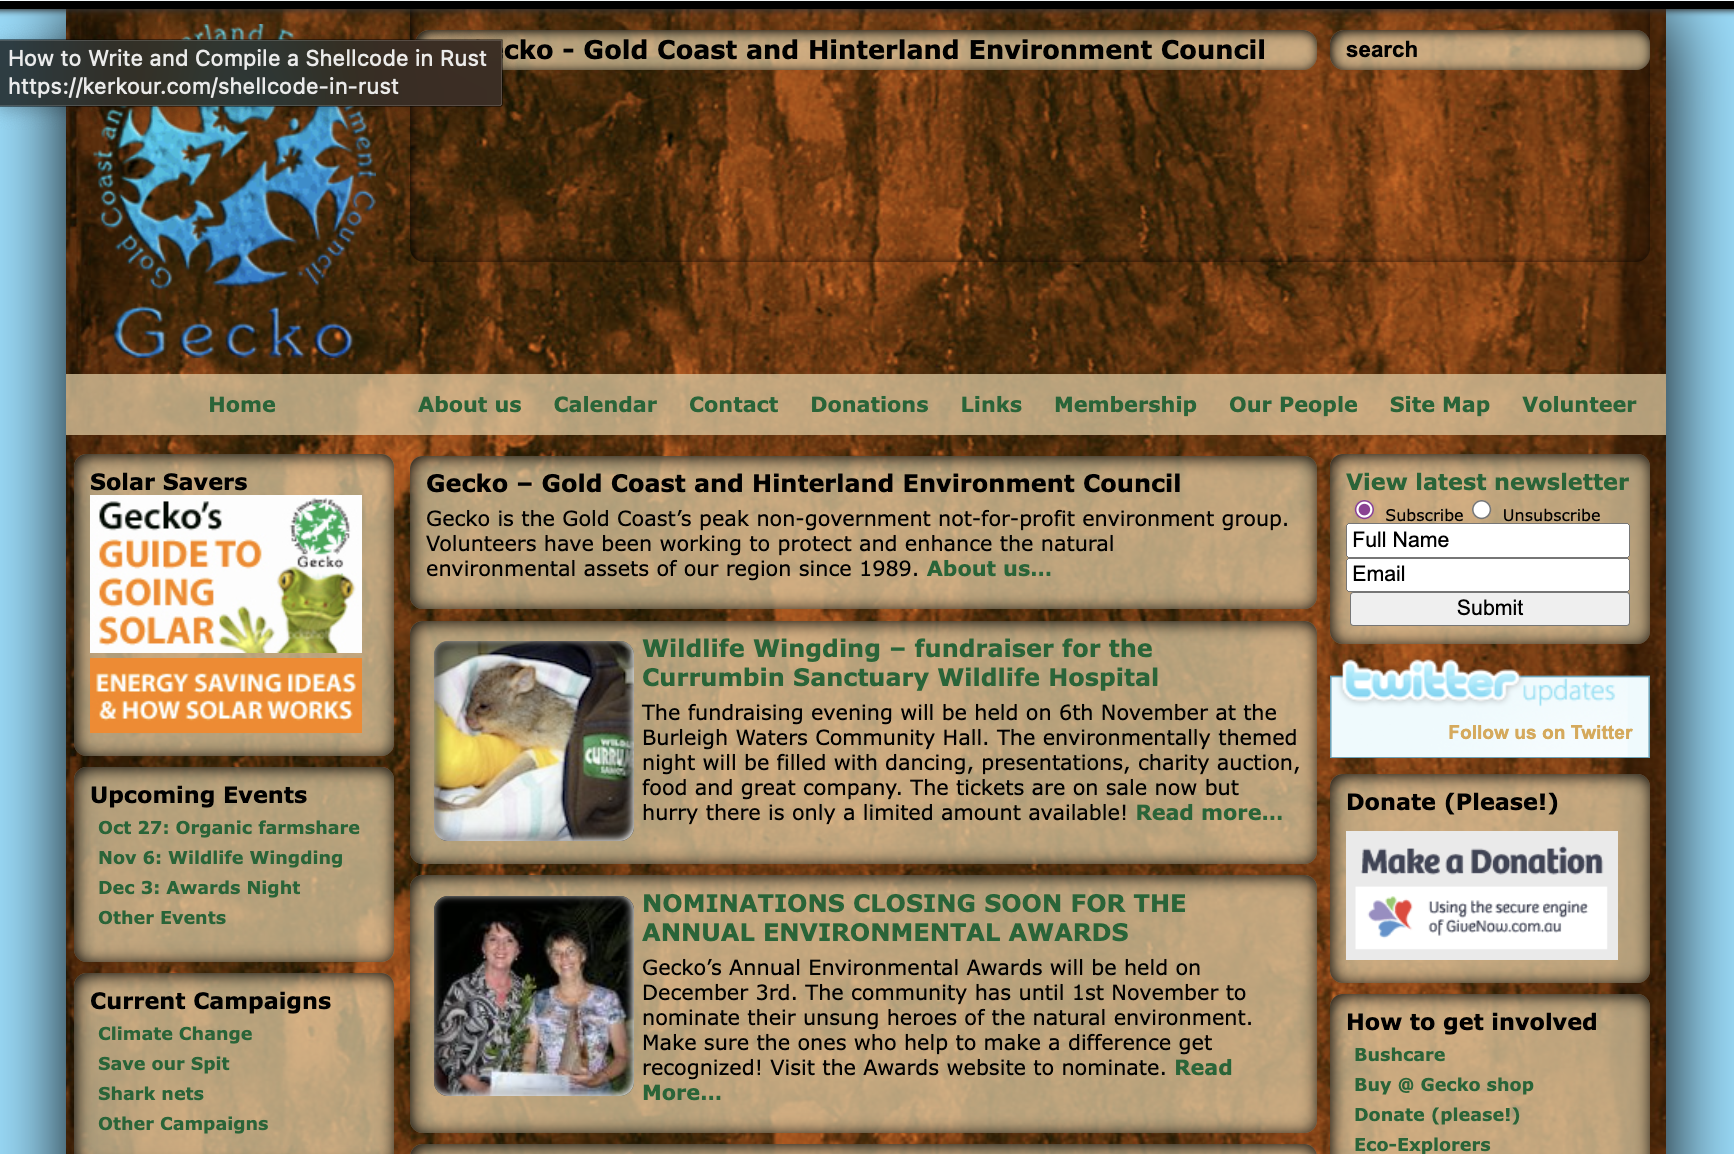 How to Write and Compile a Shellcode in Rust
https://kerkour.com/shellcode-in-rust
cko - Gold Coast and Hinterland Environment Council
search
Gold Coast an
ment Council
Gecko
Home
About us
Calendar
Contact
Donations
Links
Membership
Our People
Site Map
Volunteer
Solar Savers
Gecko's
GUIDE TO
GOING
SOLAR
Gecko
ENERGY SAVING IDEAS
& HOW SOLAR WORKS
Upcoming Events
Oct 27: Organic farmshare
Nov 6: Wildlife Wingding
Dec 3: Awards Night
Other Events
Current Campaigns
Climate Change
Save our Spit
Shark nets
Other Campaigns
Gecko – Gold Coast and Hinterland Environment Council
Gecko is the Gold Coast’s peak non-government not-for-profit environment group.
Volunteers have been working to protect and enhance the natural
environmental assets of our region since 1989. About us...
Wildlife Wingding – fundraiser for the
Currumbin Sanctuary Wildlife Hospital
The fundraising evening will be held on 6th November at the
Burleigh Waters Community Hall. The environmentally themed
night will be filled with dancing, presentations, charity auction,
food and great company. The tickets are on sale now but
hurry there is only a limited amount available! Read more...
NOMINATIONS CLOSING SOON FOR THE
ANNUAL ENVIRONMENTAL AWARDS
Gecko’s Annual Environmental Awards will be held on
December 3rd. The community has until 1st November to
nominate their unsung heroes of the natural environment.
Make sure the ones who help to make a difference get
recognized! Visit the Awards website to nominate. Read
More...
View latest newsletter
Subscribe Unsubscribe
Full Name
Email
Submit
twitter updates
Follow us on Twitter
Donate (Please!)
Make a Donation
Using the secure engine
of GiveNow.com.au
How to get involved
Bushcare
Buy @ Gecko shop
Donate (please!)
Eco-Explorers